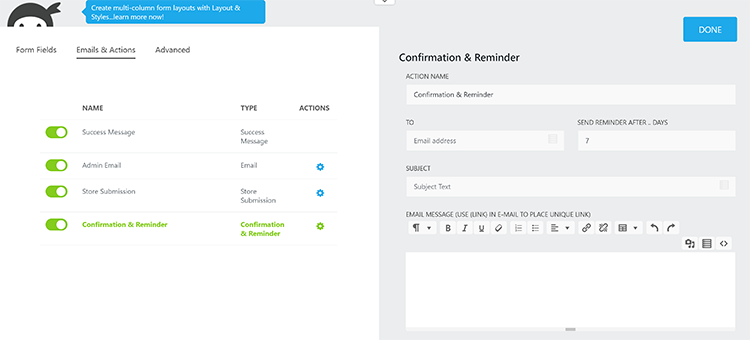 Create multi-column form layouts with Layout &
Styles...learn more now!
Form Fields
Emails & Actions
Advanced
NAME
TYPE
ACTIONS
Success Message
Success
Message
Admin Email
Email
Store Submission
Store
Submission
Confirmation & Reminder
Confirmation
& Reminder
DONE
Confirmation & Reminder
ACTION NAME
Confirmation & Reminder
TO
SEND REMINDER AFTER .. DAYS
Email address
7
SUBJECT
Subject Text
EMAIL MESSAGE (USE {LINK} IN E-MAIL TO PLACE UNIQUE LINK)
B I U